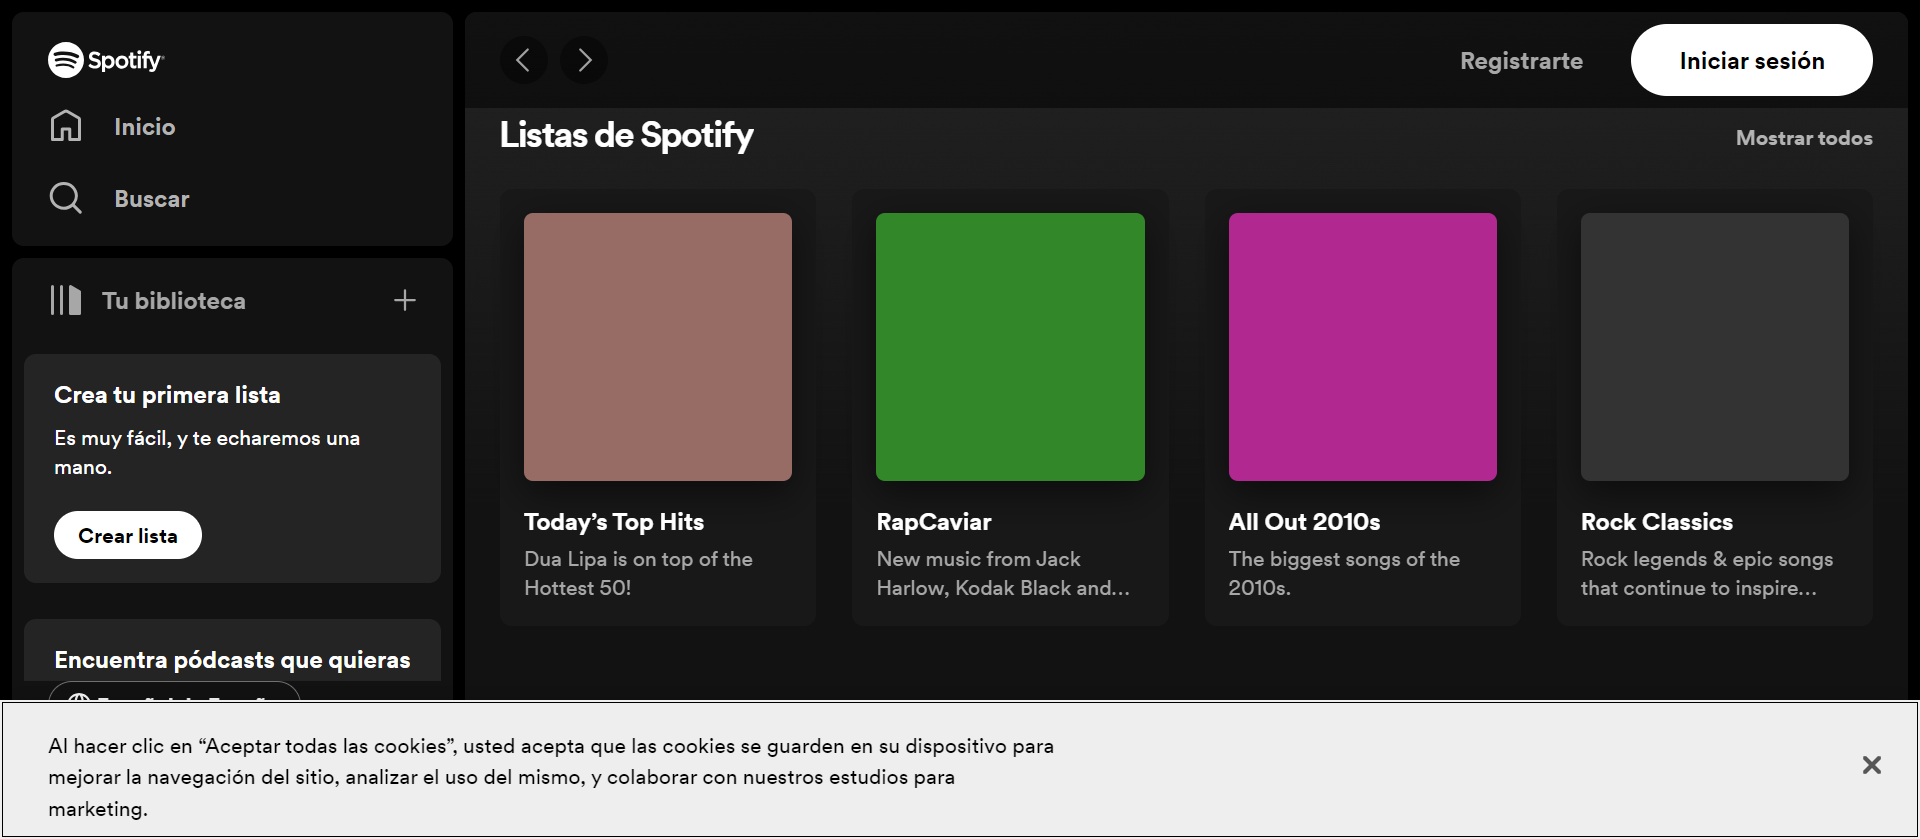 Spotify
Inicio
Buscar
Tu biblioteca
Crea tu primera lista
Es muy fácil, y te echaremos una
mano.
Crear lista
Encuentra pódcasts que quieras
Registrarte
Iniciar sesión
Listas de Spotify
Mostrar todos
Today’s Top Hits
Dua Lipa is on top of the
Hottest 50!
RapCaviar
New music from Jack
Harlow, Kodak Black and...
All Out 2010s
The biggest songs of the
2010s.
Rock Classics
Rock legends & epic songs
that continue to inspire...
Al hacer clic en “Aceptar todas las cookies”, usted acepta que las cookies se guarden en su dispositivo para
mejorar la navegación del sitio, analizar el uso del mismo, y colaborar con nuestros estudios para
marketing.